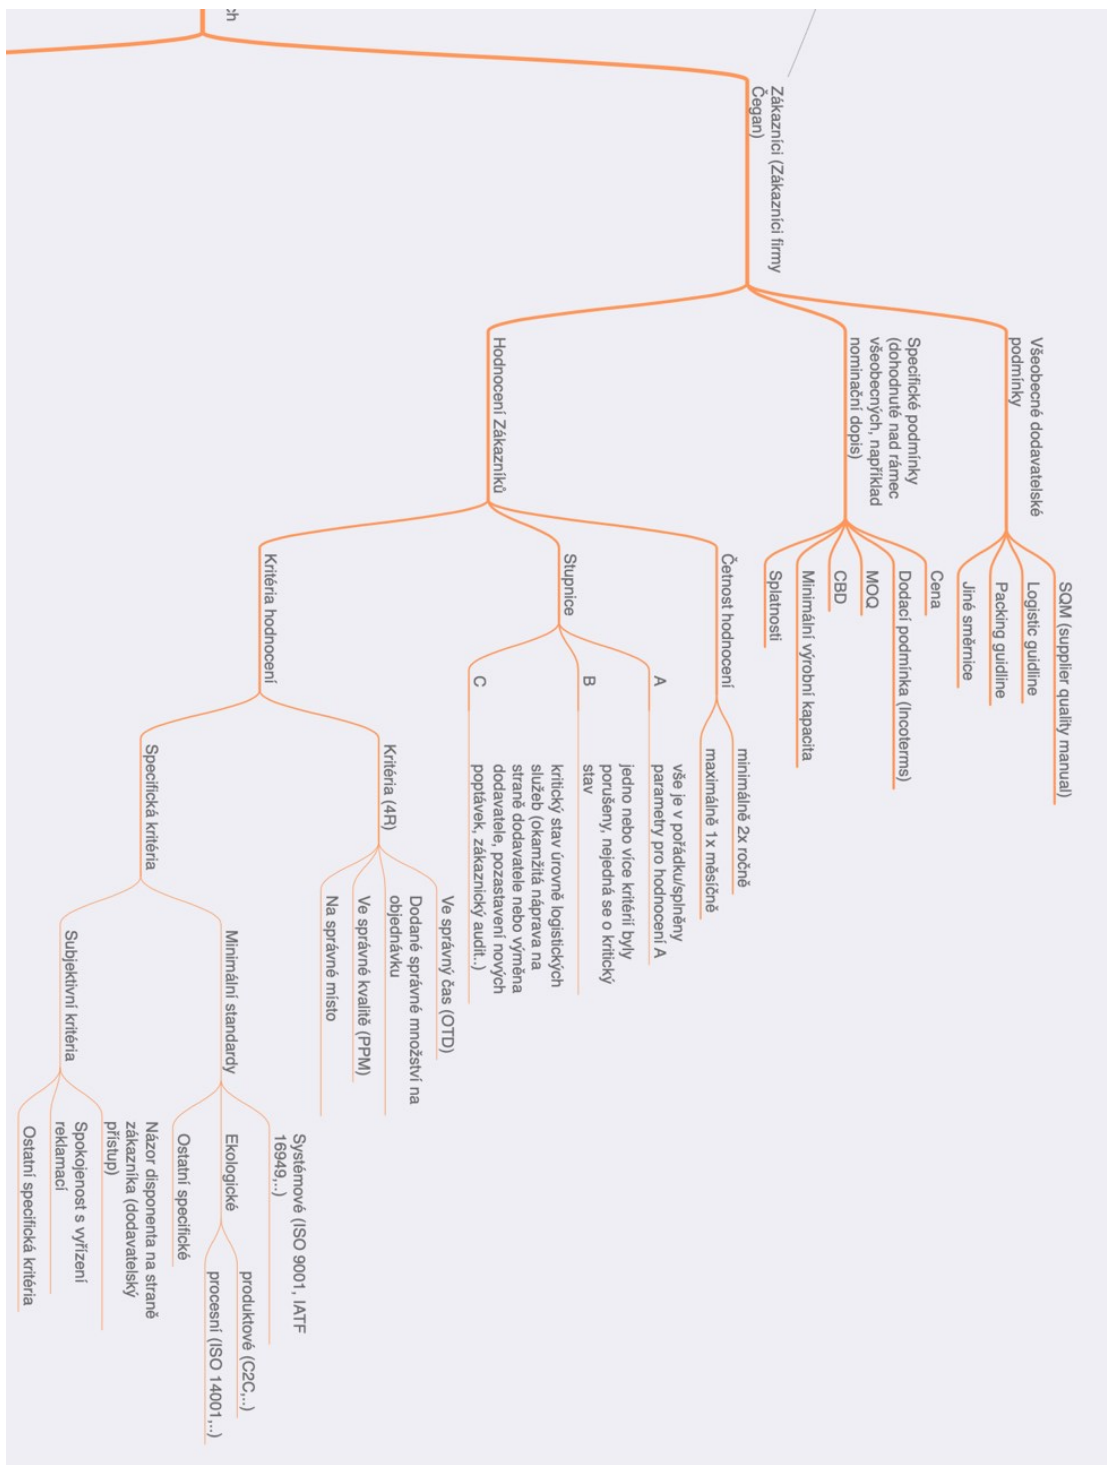 ch
Zákazníci (Zákazníci firmy
Čegan)
Všeobecné dodavatelské
podmínky
SQM (supplier quality manual)
Logistic guidline
Packing guidline
Jiné směrnice
Specifické podmínky
(dohodnuté nad rámec
všeobecných, například
nominační dopis)
Cena
Dodací podmínka (Incoterms)
MOQ
CBD
Minimální výrobní kapacita
Splatnosti
Hodnocení Zákazníků
Četnost hodnocení
minimálně 2x ročně
maximálně 1x měsíčně
Stupnice
A
vše je v pořádku/splněny
parametry pro hodnocení A
B
jedno nebo více kritérií byly
porušeny, nejedná se o kritický
stav
C
kritický stav úrovně logistických
služeb (okamžitá náprava na
straně dodavatele nebo výměna
dodavatele, pozastavení nových
poptávek, zákaznický audit..)
Kritéria hodnocení
Kritéria (4R)
Ve správný čas (OTD)
Dodané správné množství na
objednávku
Ve správné kvalitě (PPM)
Na správné místo
Specifická kritéria
Minimální standardy
Systémové (ISO 9001, IATF
16949,..)
Ekologické
produktové (C2C,..)
procesní (ISO 14001,..)
Ostatní specifické
Subjektivní kritéria
Názor disponenta na straně
zákazníka (dodavatelský
přístup)
Spokojenost s vyřízení
reklamací
Ostatní specifická kritéria